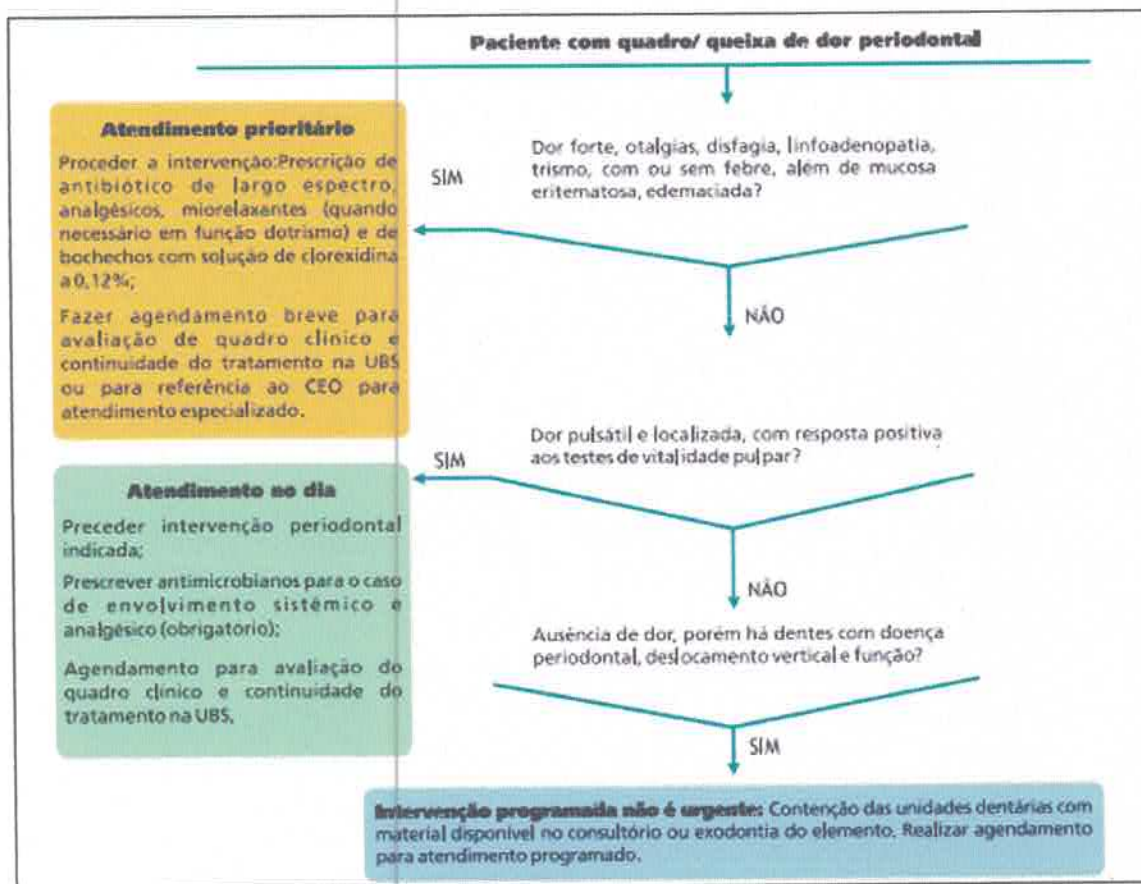 Paciente com quadro/ queixa de dor periodontal
Atendimento prioritário
Proceder a intervenção:Prescrição de
antibiótico de largo espectro,
analgésicos, miorelaxantes (quando
necessário em função dotrismo) e de
bochechos com solução de clorexidina
a 0,12%;
Fazer agendamento breve para
avaliação de quadro clínico e
continuidade do tratamento na UBS
ou para referência ao CEO para
atendimento especializado.
SIM
Dor forte, otalgias, disfagia, linfoadenopatia,
trismo, com ou sem febre, além de mucosa
eritematosa, edemaciada?
NÃO
Dor pulsátil e localizada, com resposta positiva
aos testes de vitalidade pulpar?
SIM
Atendimento no dia
Preceder intervenção periodontal
indicada;
Prescrever antimicrobianos para o caso
de envolvimento sistêmico e
analgésico (obrigatório);
Agendamento para avaliação do
quadro clínico e continuidade do
tratamento na UBS.
NÃO
Ausência de dor, porém há dentes com doença
periodontal, deslocamento vertical e função?
SIM
Intervenção programada não é urgente: Contenção das unidades dentárias com
material disponível no consultório ou exodontia do elemento. Realizar agendamento
para atendimento programado.